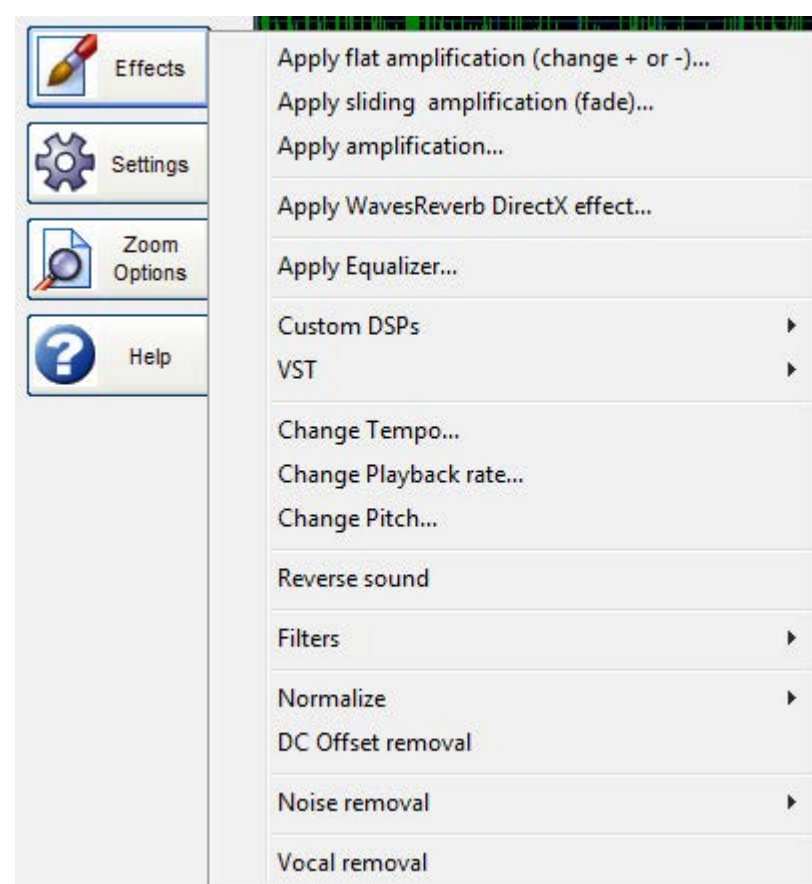 Effects
Settings
Zoom
Options
Help
Apply flat amplification (change + or -)...
Apply sliding  amplification (fade)...
Apply amplification...
Apply WavesReverb DirectX effect...
Apply Equalizer...
Custom DSPs
VST
Change Tempo...
Change Playback rate...
Change Pitch...
Reverse sound
Filters
Normalize
DC Offset removal
Noise removal
Vocal removal